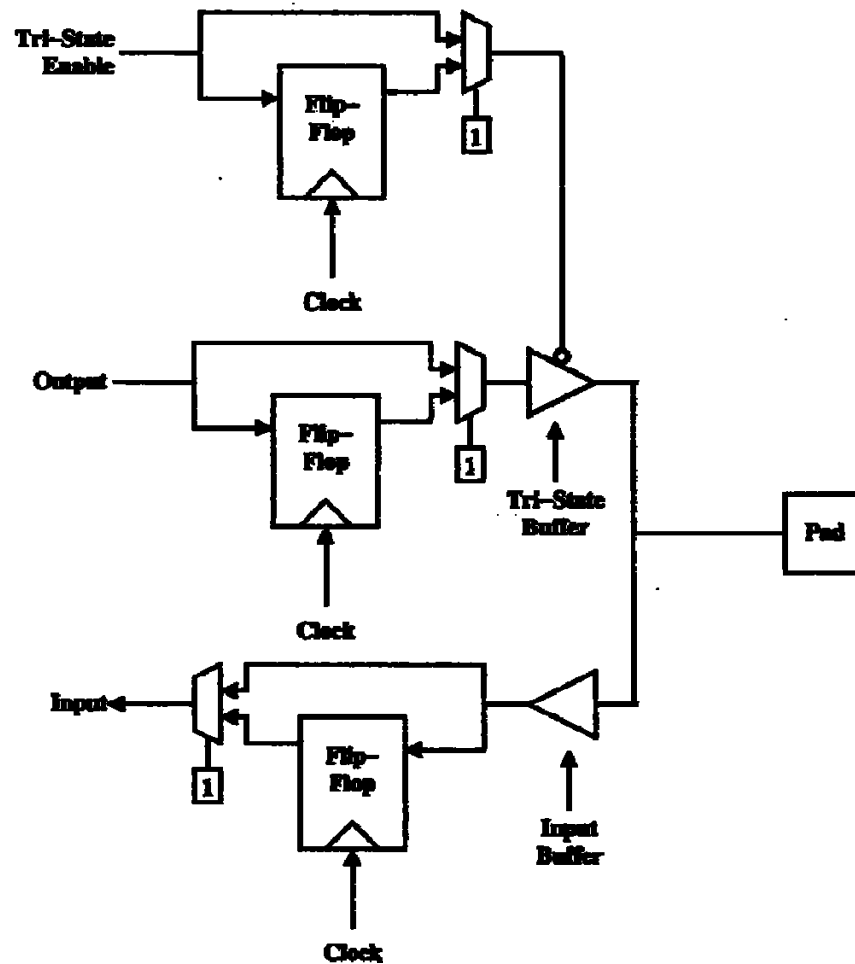 Tri-State
Enable
Flip-
Flop
1
Clock
Output
Flip-
Flop
1
Tri-State
Buffer
Pad
Clock
Input
Flip-
Flop
1
Input
Buffer
Clock